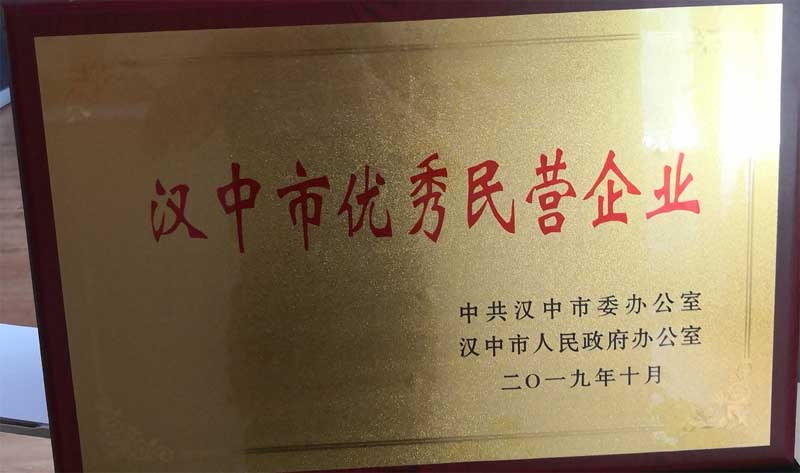 汉中市优秀民营企业
中共汉中市委办公室
汉中市人民政府办公室
二〇一九年十月